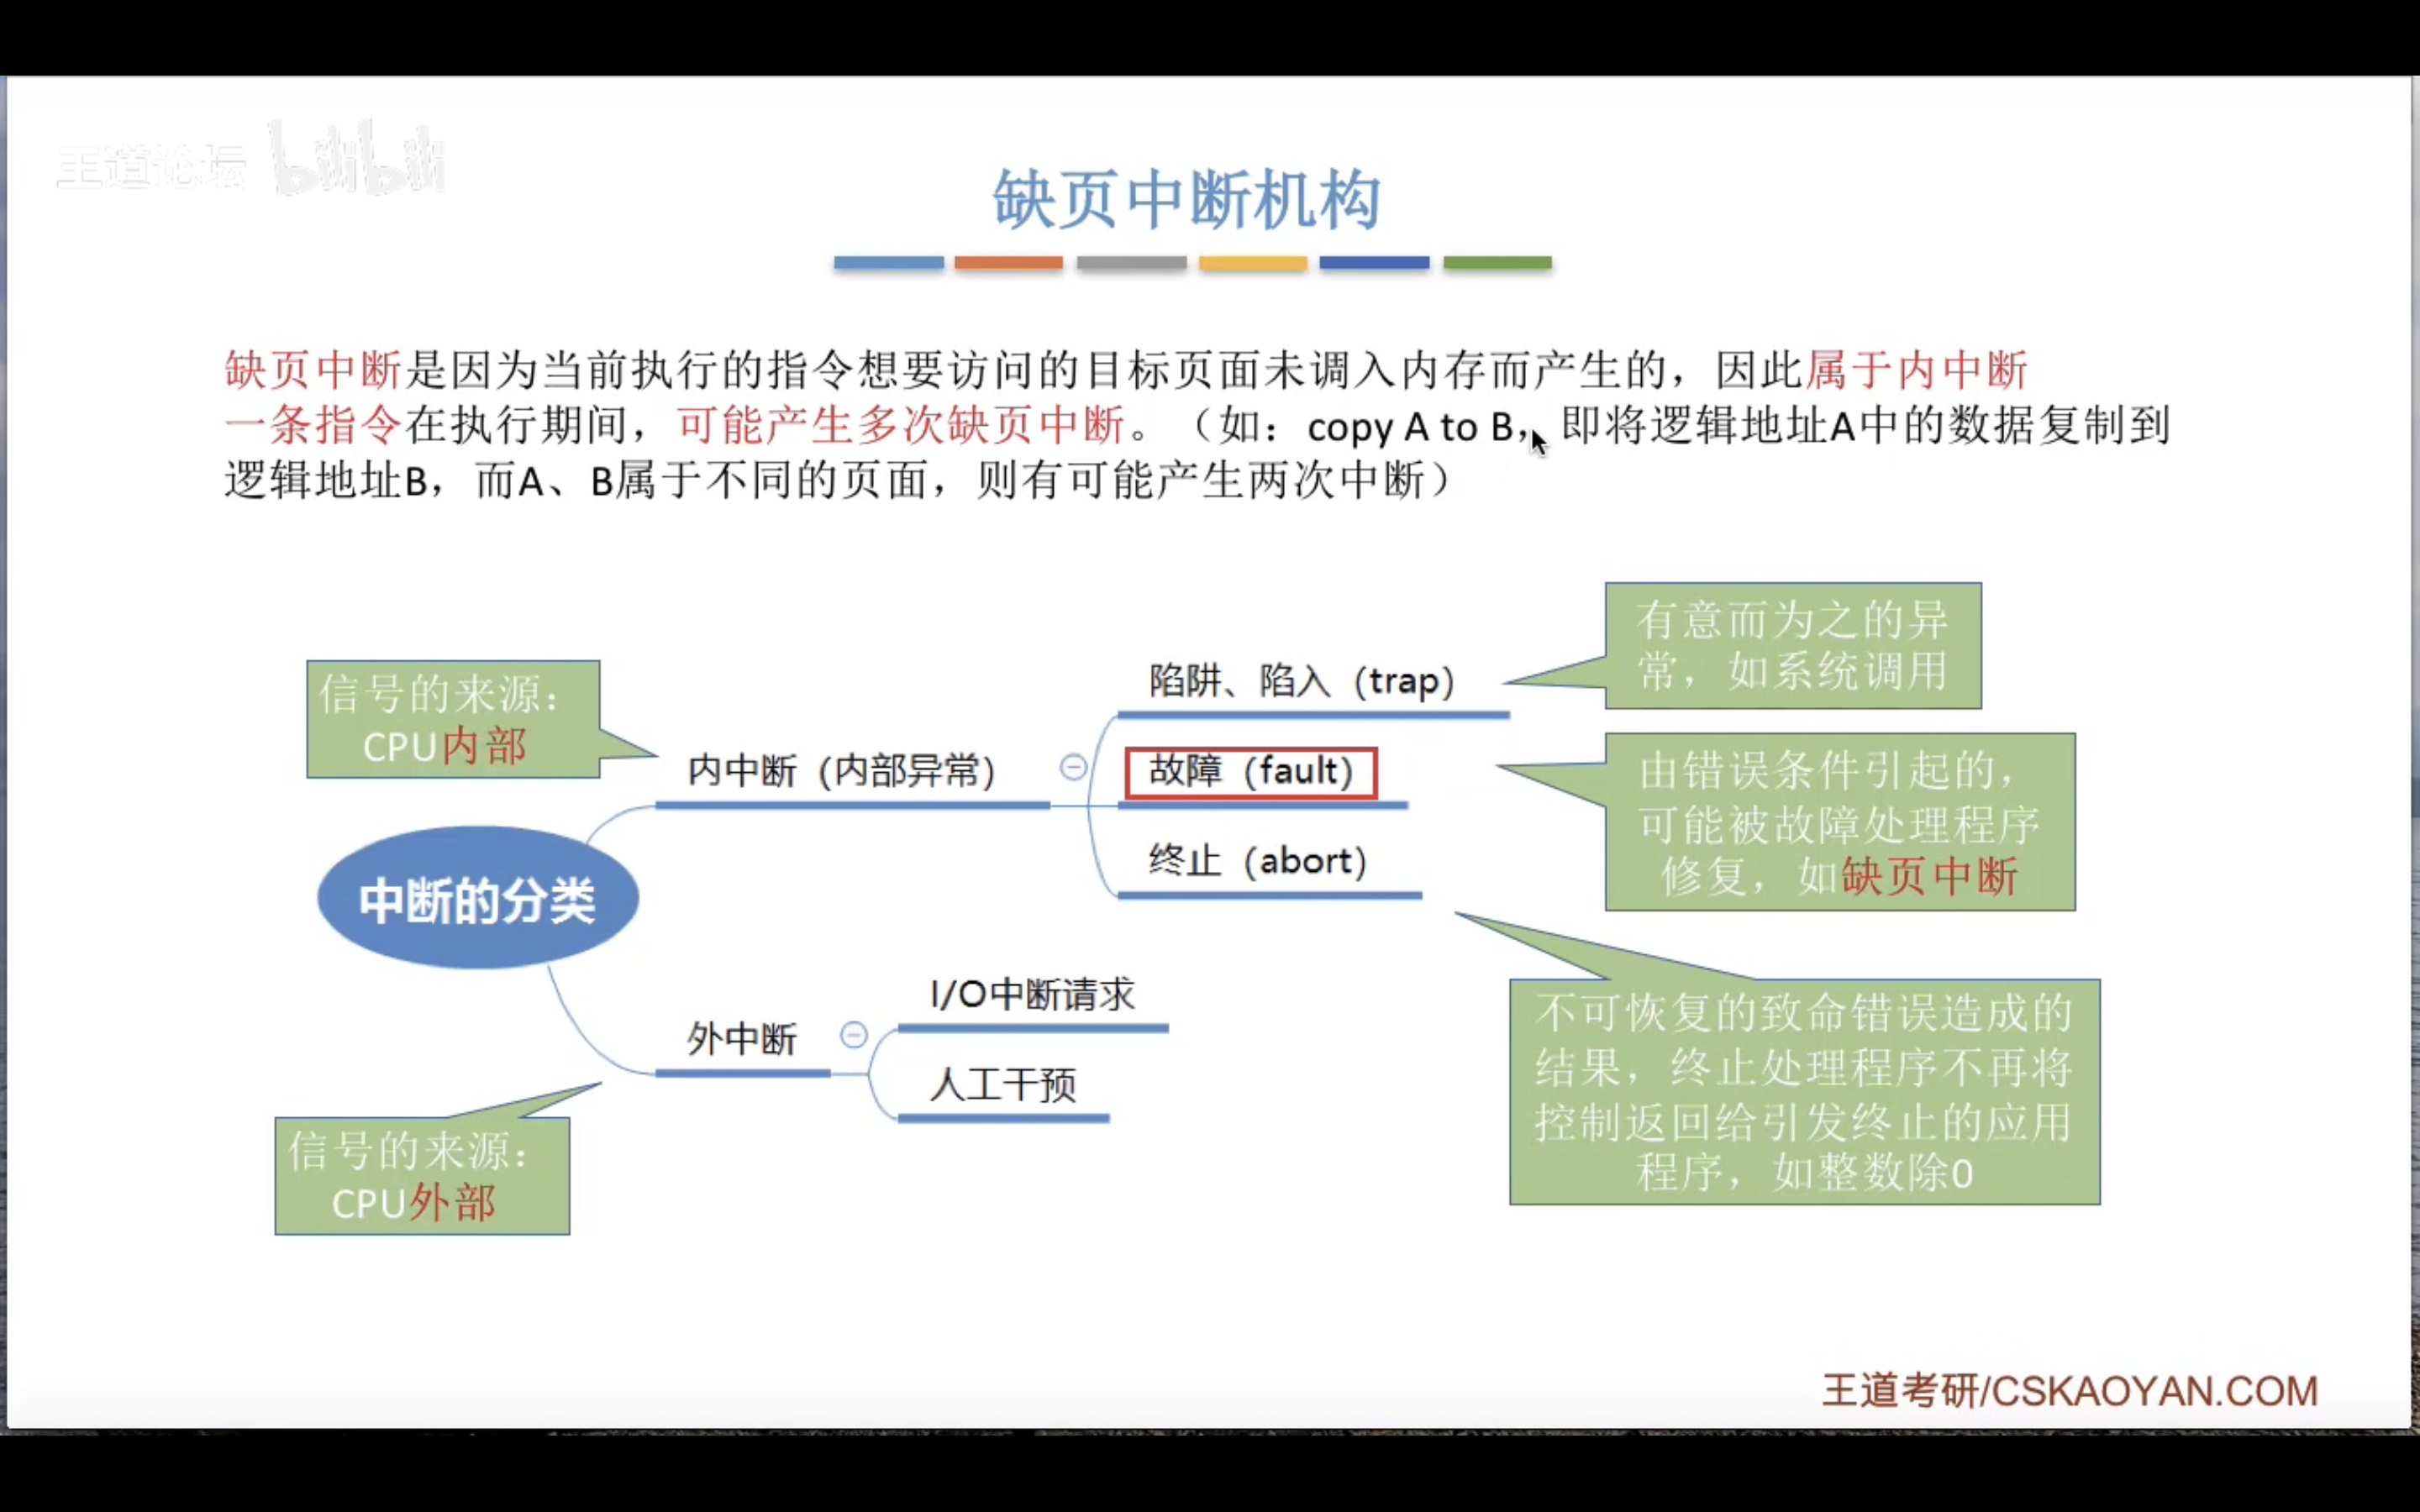 王道论坛 bilibili
缺页中断机构
缺页中断是因为当前执行的指令想要访问的目标页面未调入内存而产生的，因此属于内中断
一条指令在执行期间，可能产生多次缺页中断。（如：copy A to B，即将逻辑地址A中的数据复制到
逻辑地址B，而A、B属于不同的页面，则有可能产生两次中断）
信号的来源：
CPU内部
内中断（内部异常）
陷阱、陷入（trap）
有意而为之的异
常，如系统调用
故障（fault）
由错误条件引起的，
可能被故障处理程序
修复，如缺页中断
终止（abort）
不可恢复的致命错误造成的
结果，终止处理程序不再将
控制返回给引发终止的应用
程序，如整数除0
中断的分类
外中断
I/O中断请求
人工干预
信号的来源：
CPU外部
王道考研/CSKAOYAN.COM